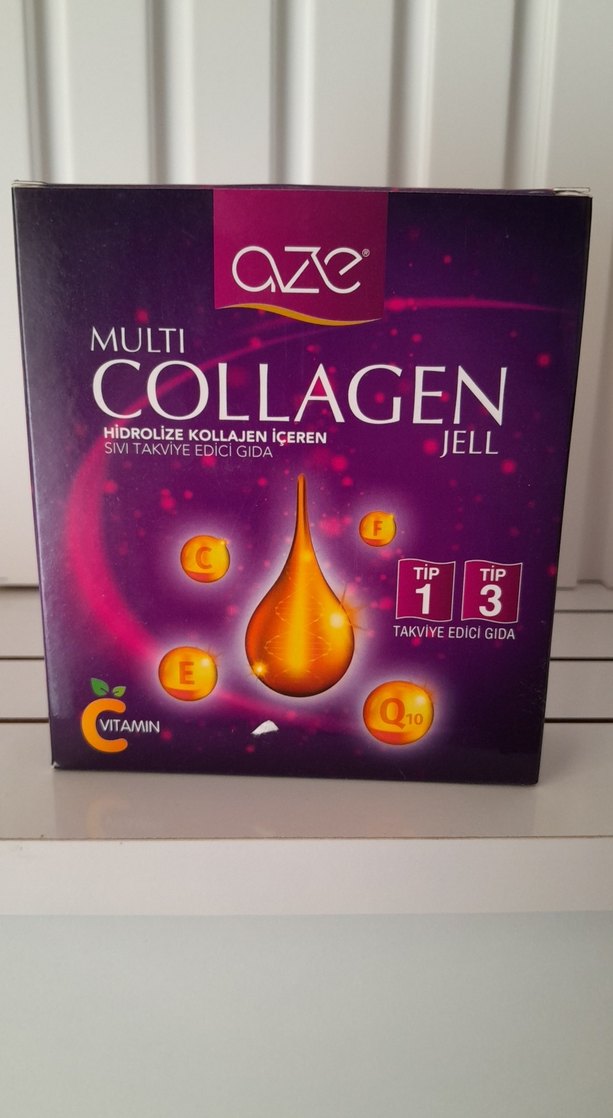 aze®
MULTI
COLLAGEN
JELL
HİDROLİZE KOLLAJEN İÇEREN
SIVI TAKVİYE EDİCİ GIDA
F
C
TİP
1
TİP
3
TAKVİYE EDİCİ GIDA
E
Q10
C VITAMIN